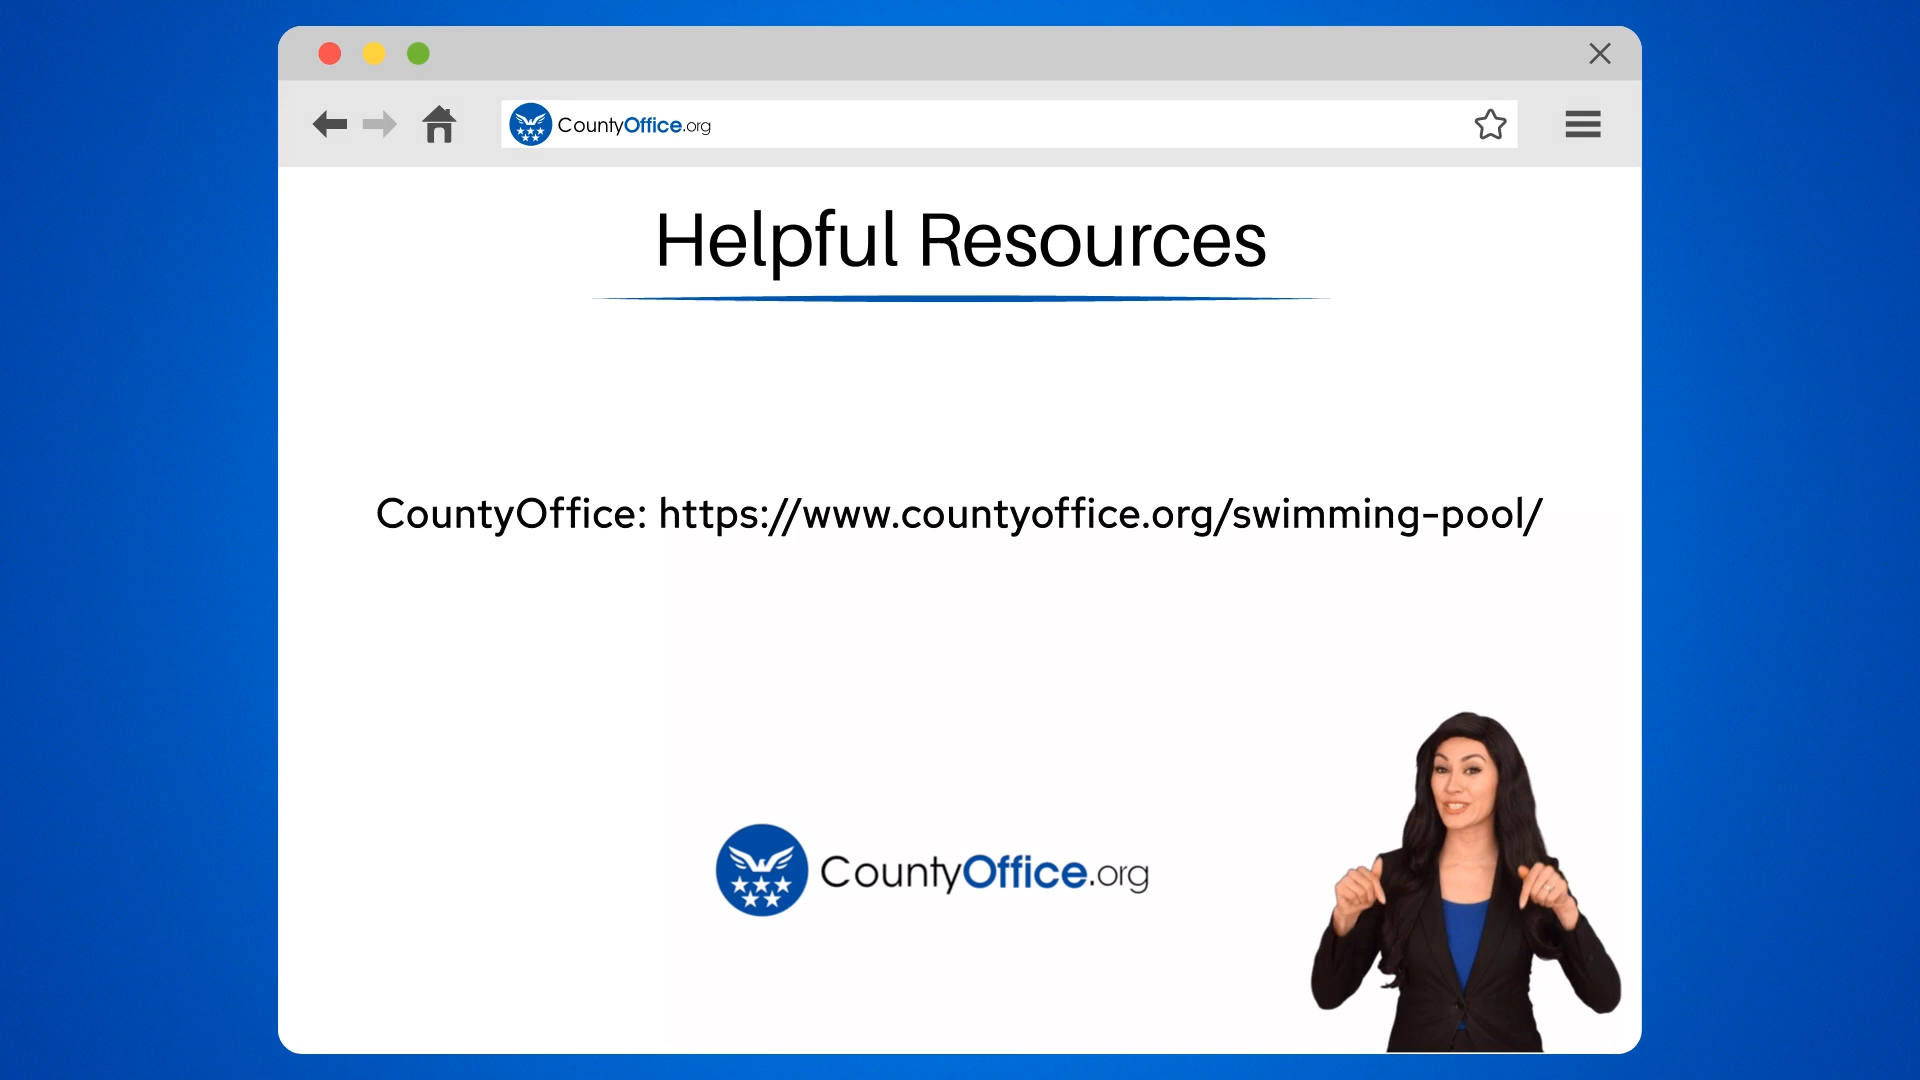 CountyOffice.org
Helpful Resources
CountyOffice: https://www.countyoffice.org/swimming-pool/
CountyOffice.org